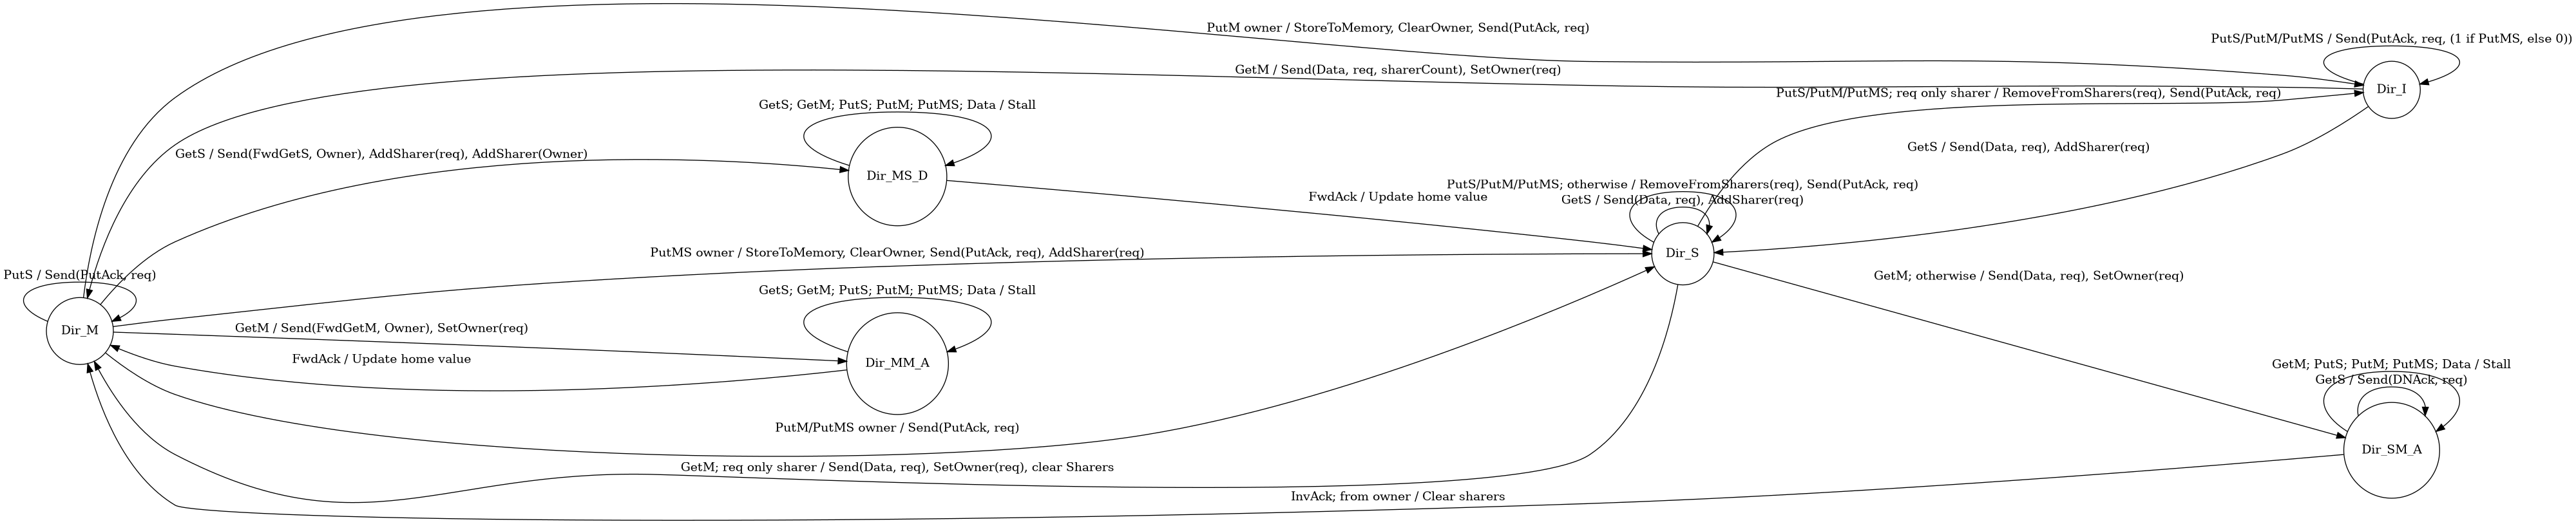 PutM owner / StoreToMemory, ClearOwner, Send(PutAck, req)
PutS/PutM/PutMS / Send(PutAck, req, (1 if PutMS, else 0))
GetM / Send(Data, req, sharerCount), SetOwner(req)
Dir_I
PutS/PutM/PutMS; req only sharer / RemoveFromSharers(req), Send(PutAck, req)
GetS; GetM; PutS; PutM; PutMS; Data / Stall
GetS / Send(FwdGetS, Owner), AddSharer(req), AddSharer(Owner)
GetS / Send(Data, req), AddSharer(req)
Dir_MS_D
PutS/PutM/PutMS; otherwise / RemoveFromSharers(req), Send(PutAck, req)
FwdAck / Update home value
GetS / Send(Data, req), AddSharer(req)
PutMS owner / StoreToMemory, ClearOwner, Send(PutAck, req), AddSharer(req)
Dir_S
PutS / Send(PutAck, req)
GetM; otherwise / Send(Data, req), SetOwner(req)
GetS; GetM; PutS; PutM; PutMS; Data / Stall
Dir_M
GetM / Send(FwdGetM, Owner), SetOwner(req)
FwdAck / Update home value
Dir_MM_A
GetM; PutS; PutM; PutMS; Data / Stall
GetS / Send(DNAck, req)
PutM/PutMS owner / Send(PutAck, req)
Dir_SM_A
GetM; req only sharer / Send(Data, req), SetOwner(req), clear Sharers
InvAck; from owner / Clear sharers